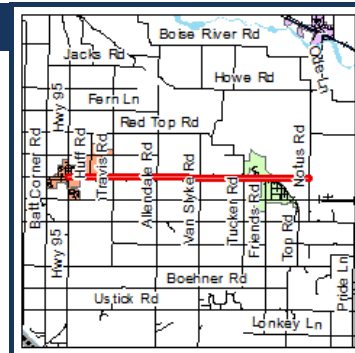 Boise River Rd
Jacks Rd
Howe Rd
Fern Ln
Red Top Rd
Hwy 95
Batt Corner Rd
Huff Rd
Travis Rd
Allendale Rd
Van Slyke Rd
Tucker Rd
Friends Rd
Top Rd
Notus Rd
Hwy 95
Boehner Rd
Ustick Rd
Lonkey Ln
Pride Ln